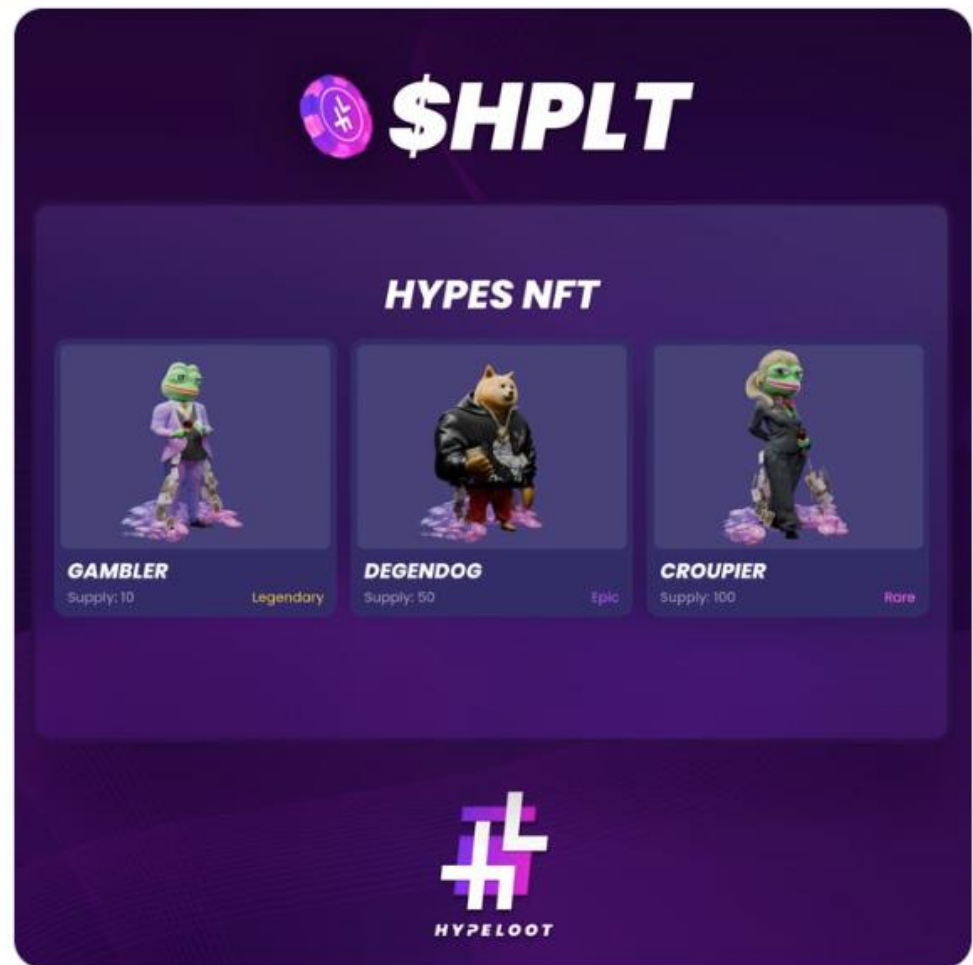 $HPLT
HYPES NFT
GAMBLER
Supply: 10 Legendary
DEGENDOG
Supply: 50 Epic
CROUPIER
Supply: 100 Rare
HYPELOOT